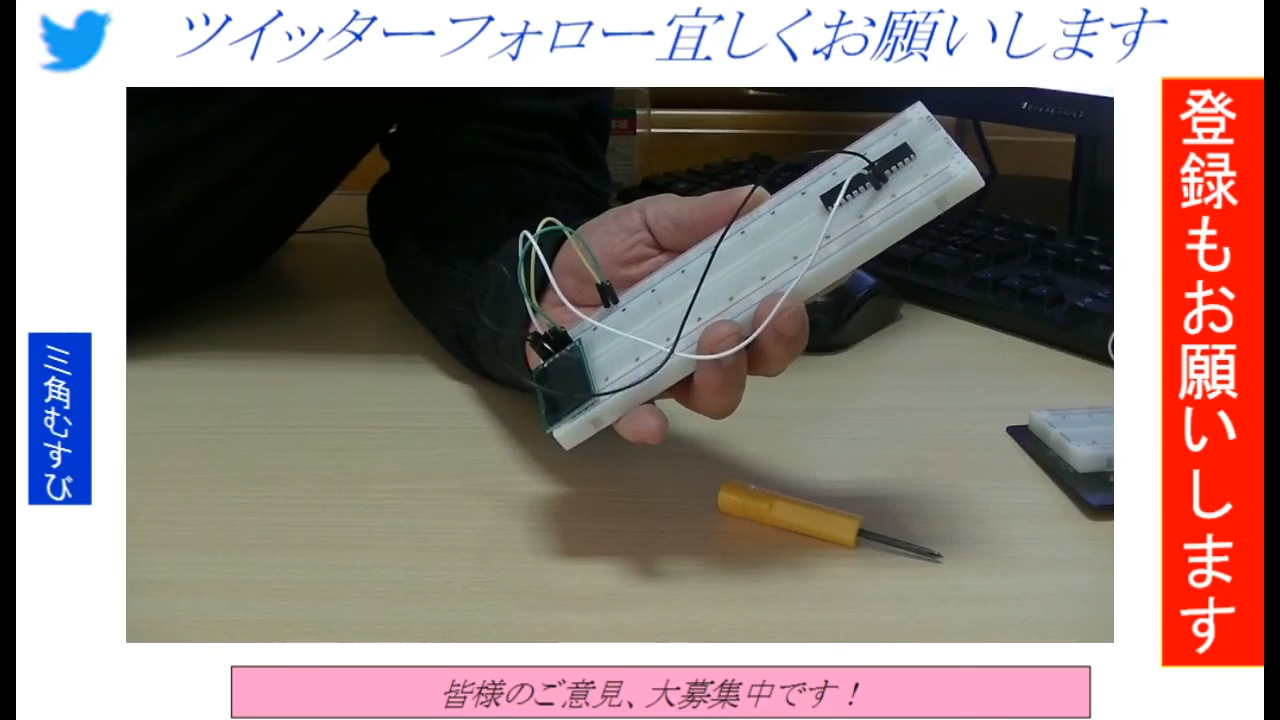 ツイッターフォロー宜しくお願いします
登録もお願いします
三角むすび
皆様のご意見、大募集中です！